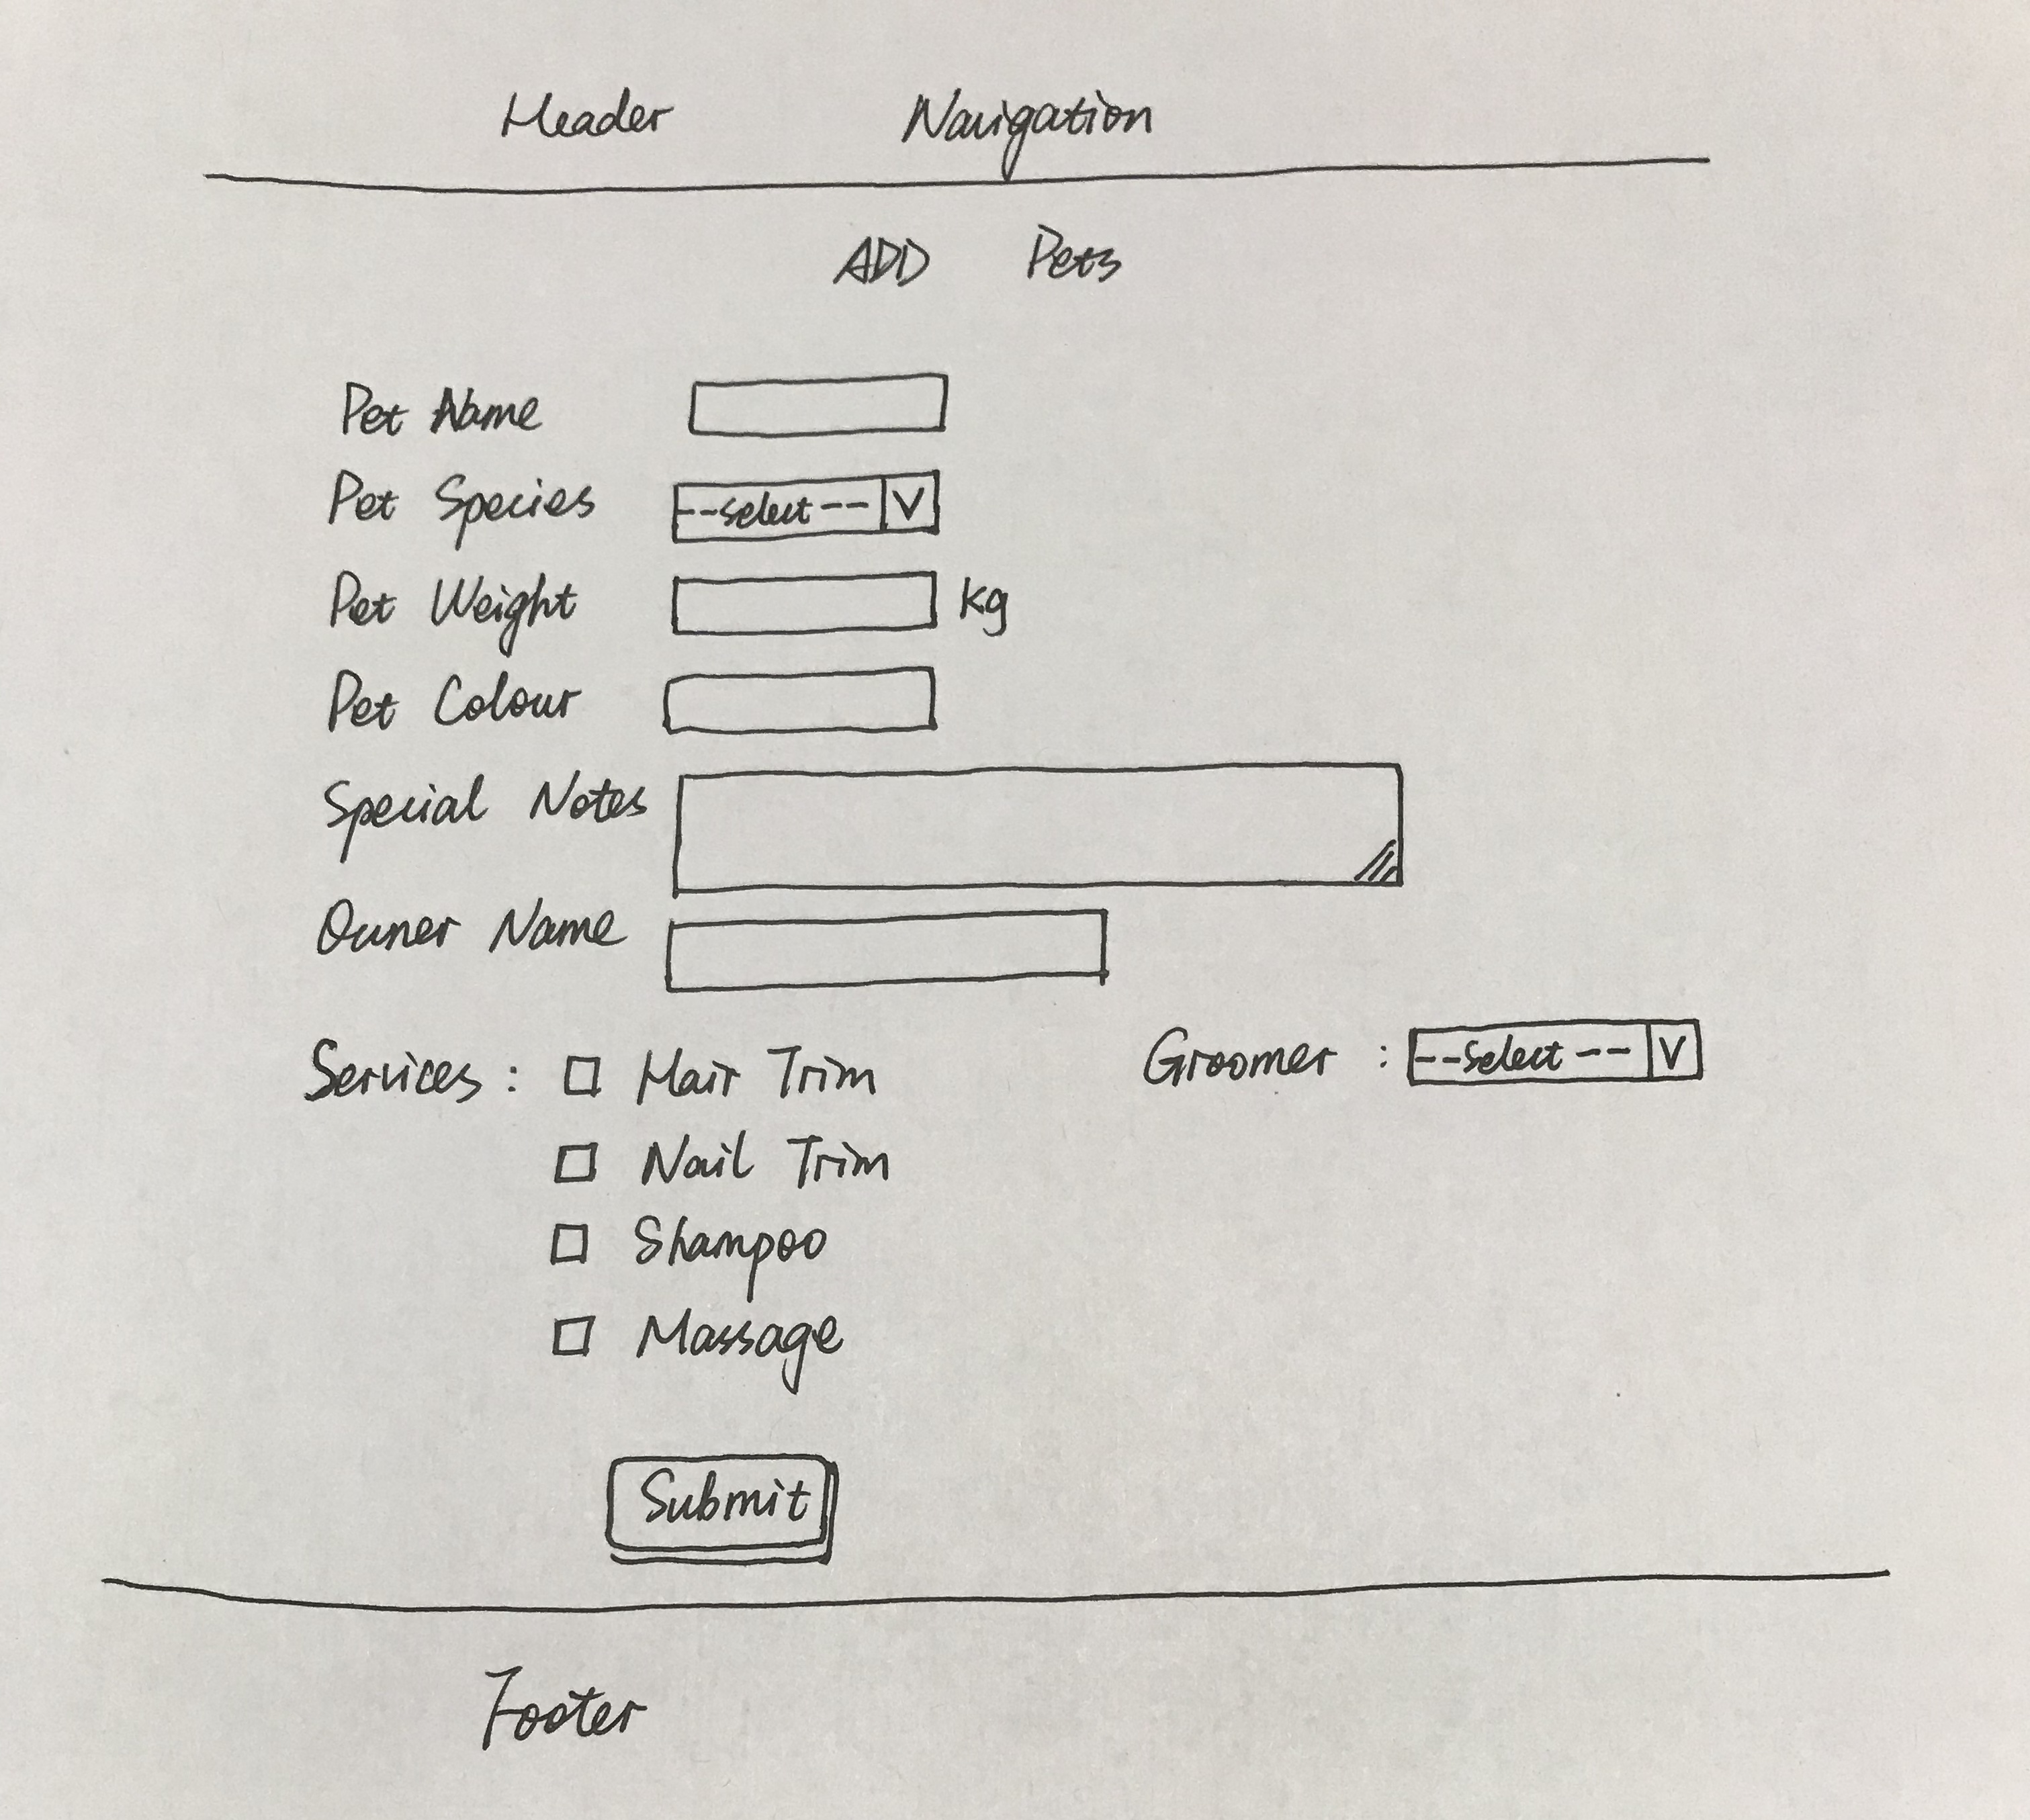 Header Navigation
ADD Pets
Pet Name
Pet Species --select-- V
Pet Weight kg
Pet Colour
Special Notes
Owner Name
Services : Hair Trim Groomer : --select-- V
Nail Trim
Shampoo
Massage
Submit
Footer